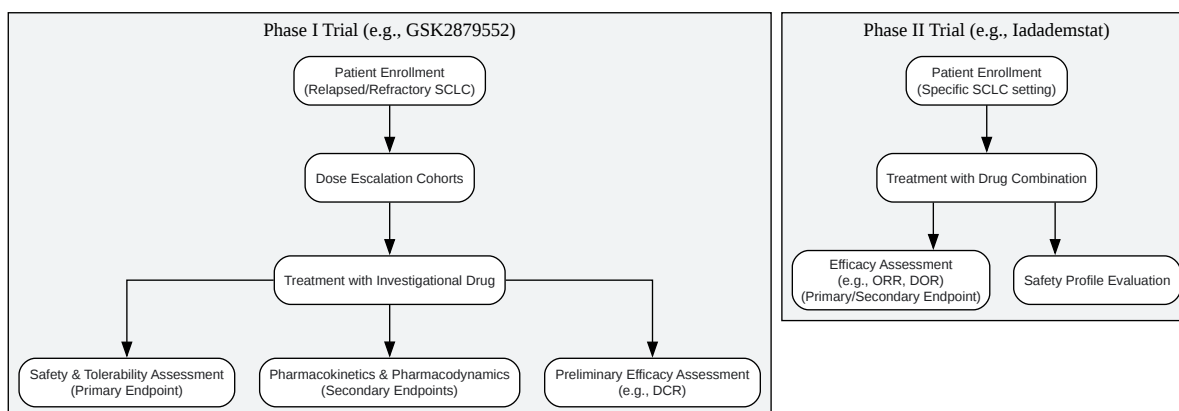 Phase I Trial (e.g., GSK2879552)
Patient Enrollment
(Relapsed/Refractory SCLC)
Dose Escalation Cohorts
Treatment with Investigational Drug
Safety & Tolerability Assessment
(Primary Endpoint)
Pharmacokinetics & Pharmacodynamics
(Secondary Endpoints)
Preliminary Efficacy Assessment
(e.g., DCR)
Phase II Trial (e.g., Iadademstat)
Patient Enrollment
(Specific SCLC setting)
Treatment with Drug Combination
Efficacy Assessment
(e.g., ORR, DOR)
(Primary/Secondary Endpoint)
Safety Profile Evaluation